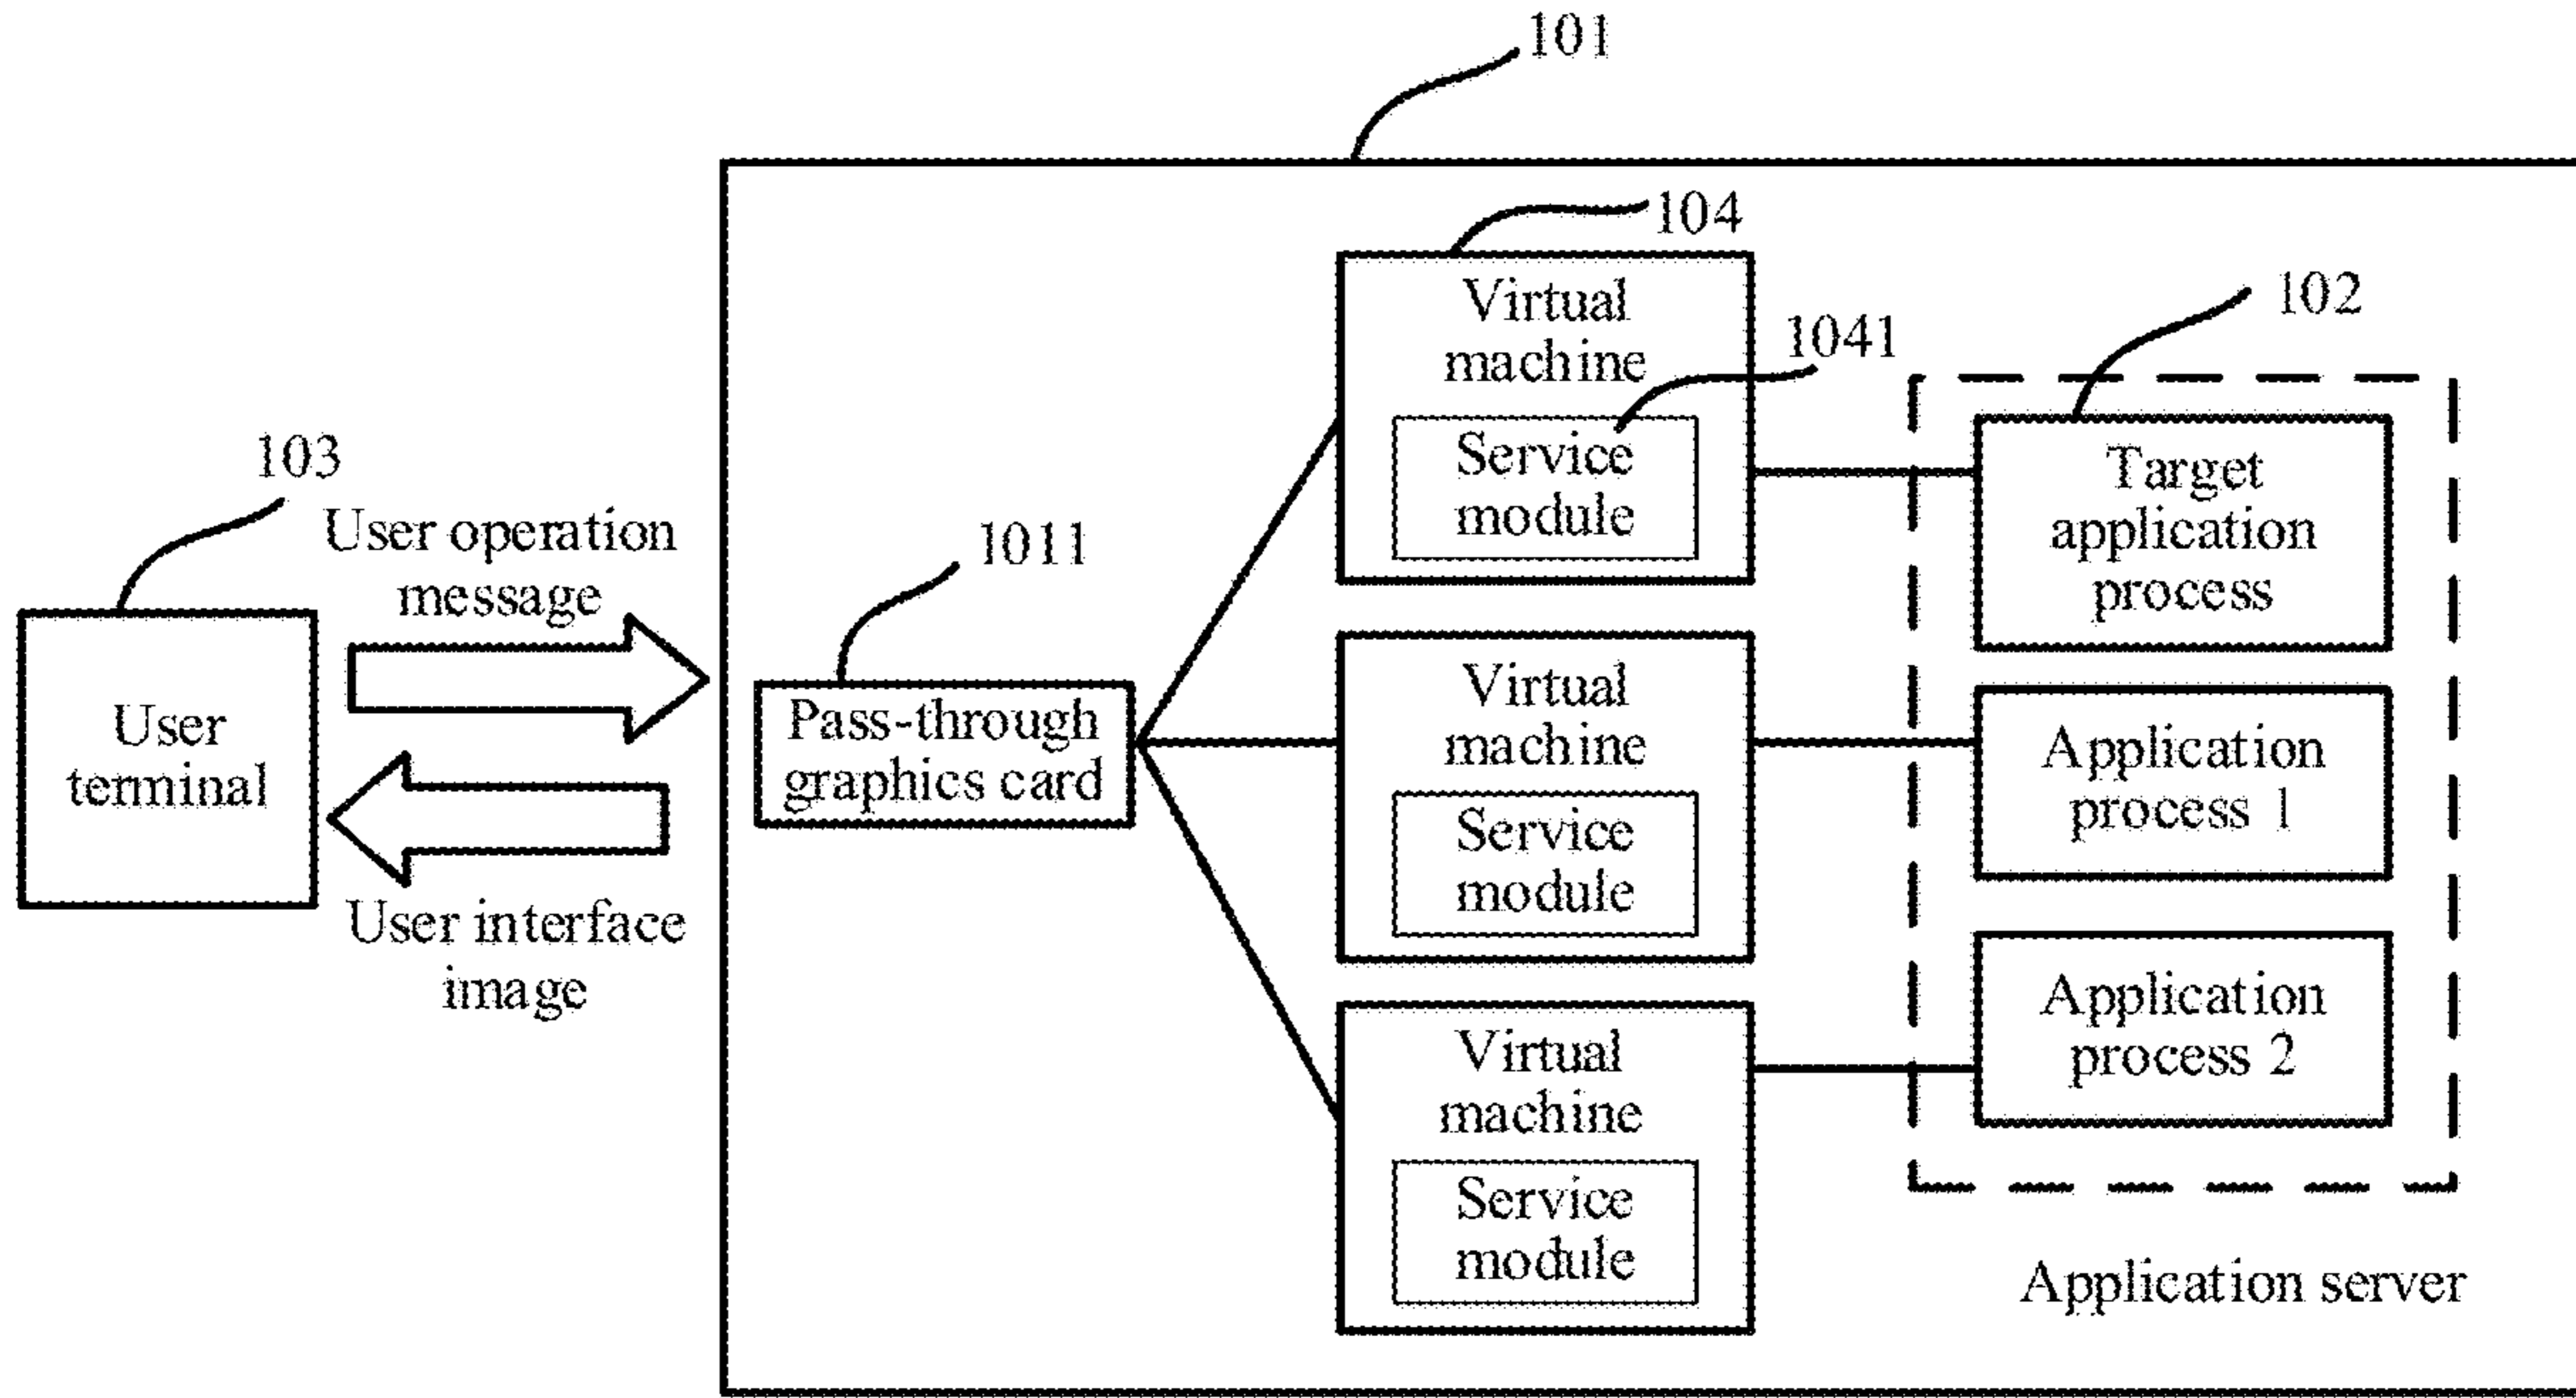 101
104
Virtual
machine
1041
Service
module
102
Target
application
process
103
User operation
message
User
terminal
User interface
image
1011
Pass-through
graphics card
Virtual
machine
Service
module
Application
process 1
Virtual
machine
Service
module
Application
process 2
Application server